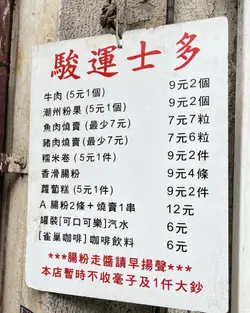 駿運士多
牛肉(5元1個) 9元2個
潮州粉果(5元1個) 9元2個
魚肉燒賣(最少7元) 7元7粒
豬肉燒賣(最少7元) 7元6粒
糯米卷(5元1件) 9元2件
香滑腸粉 9元4條
蘿蔔糕(5元1件) 9元2件
A 腸粉2條+燒賣1串 12元
罐裝[可口可樂]汽水 6元
[雀巢咖啡]咖啡飲料 6元
***腸粉走醬請早揚聲***
本店暫時不收毫子及1仟大鈔